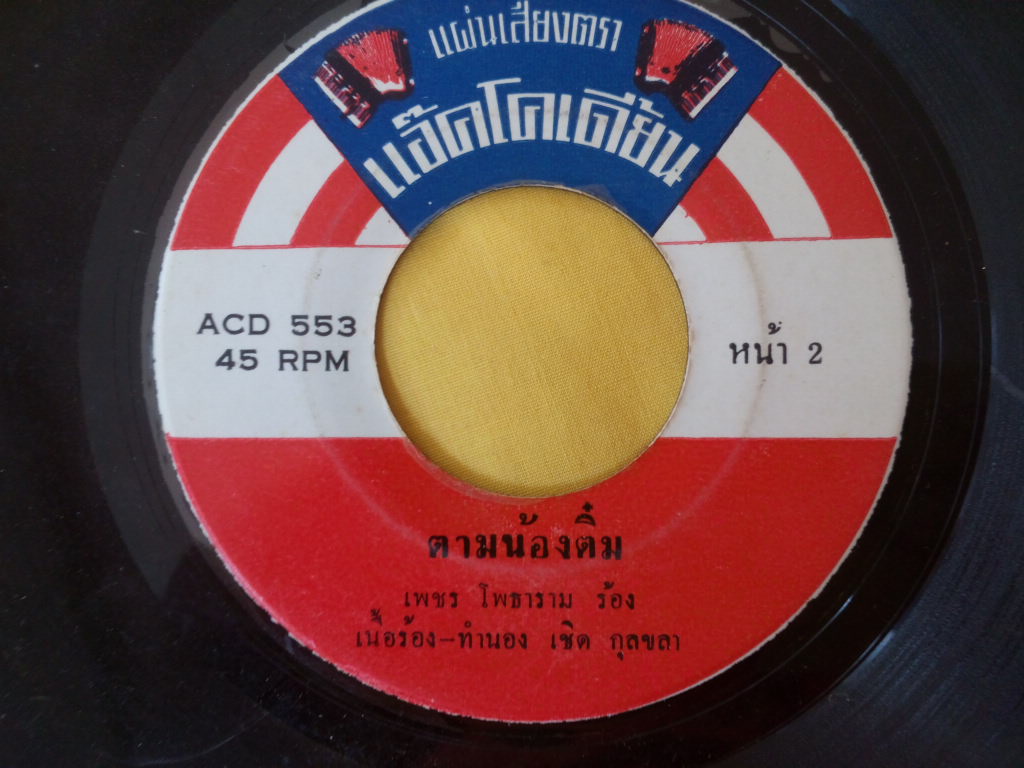 แผ่นเสียงตรา
แอ๊คโคเดียน
ACD 553
45 RPM
หน้า 2
ตามน้องติ๋ม
เพชร โพธาราม ร้อง
เนื้อร้อง-ทำนอง เชิด กุลขลา